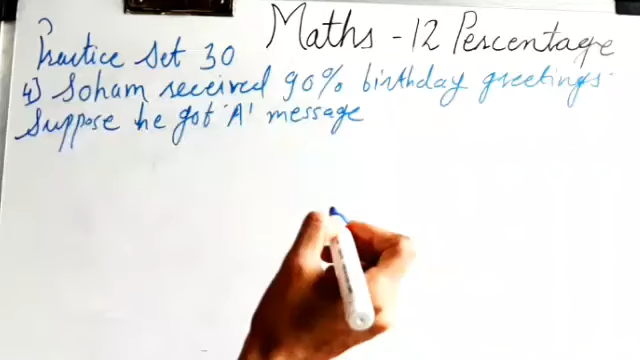 Maths - 12 Percentage
Practice Set 30
4) Soham received 90% birthday greetings.
Suppose he got 'A' message